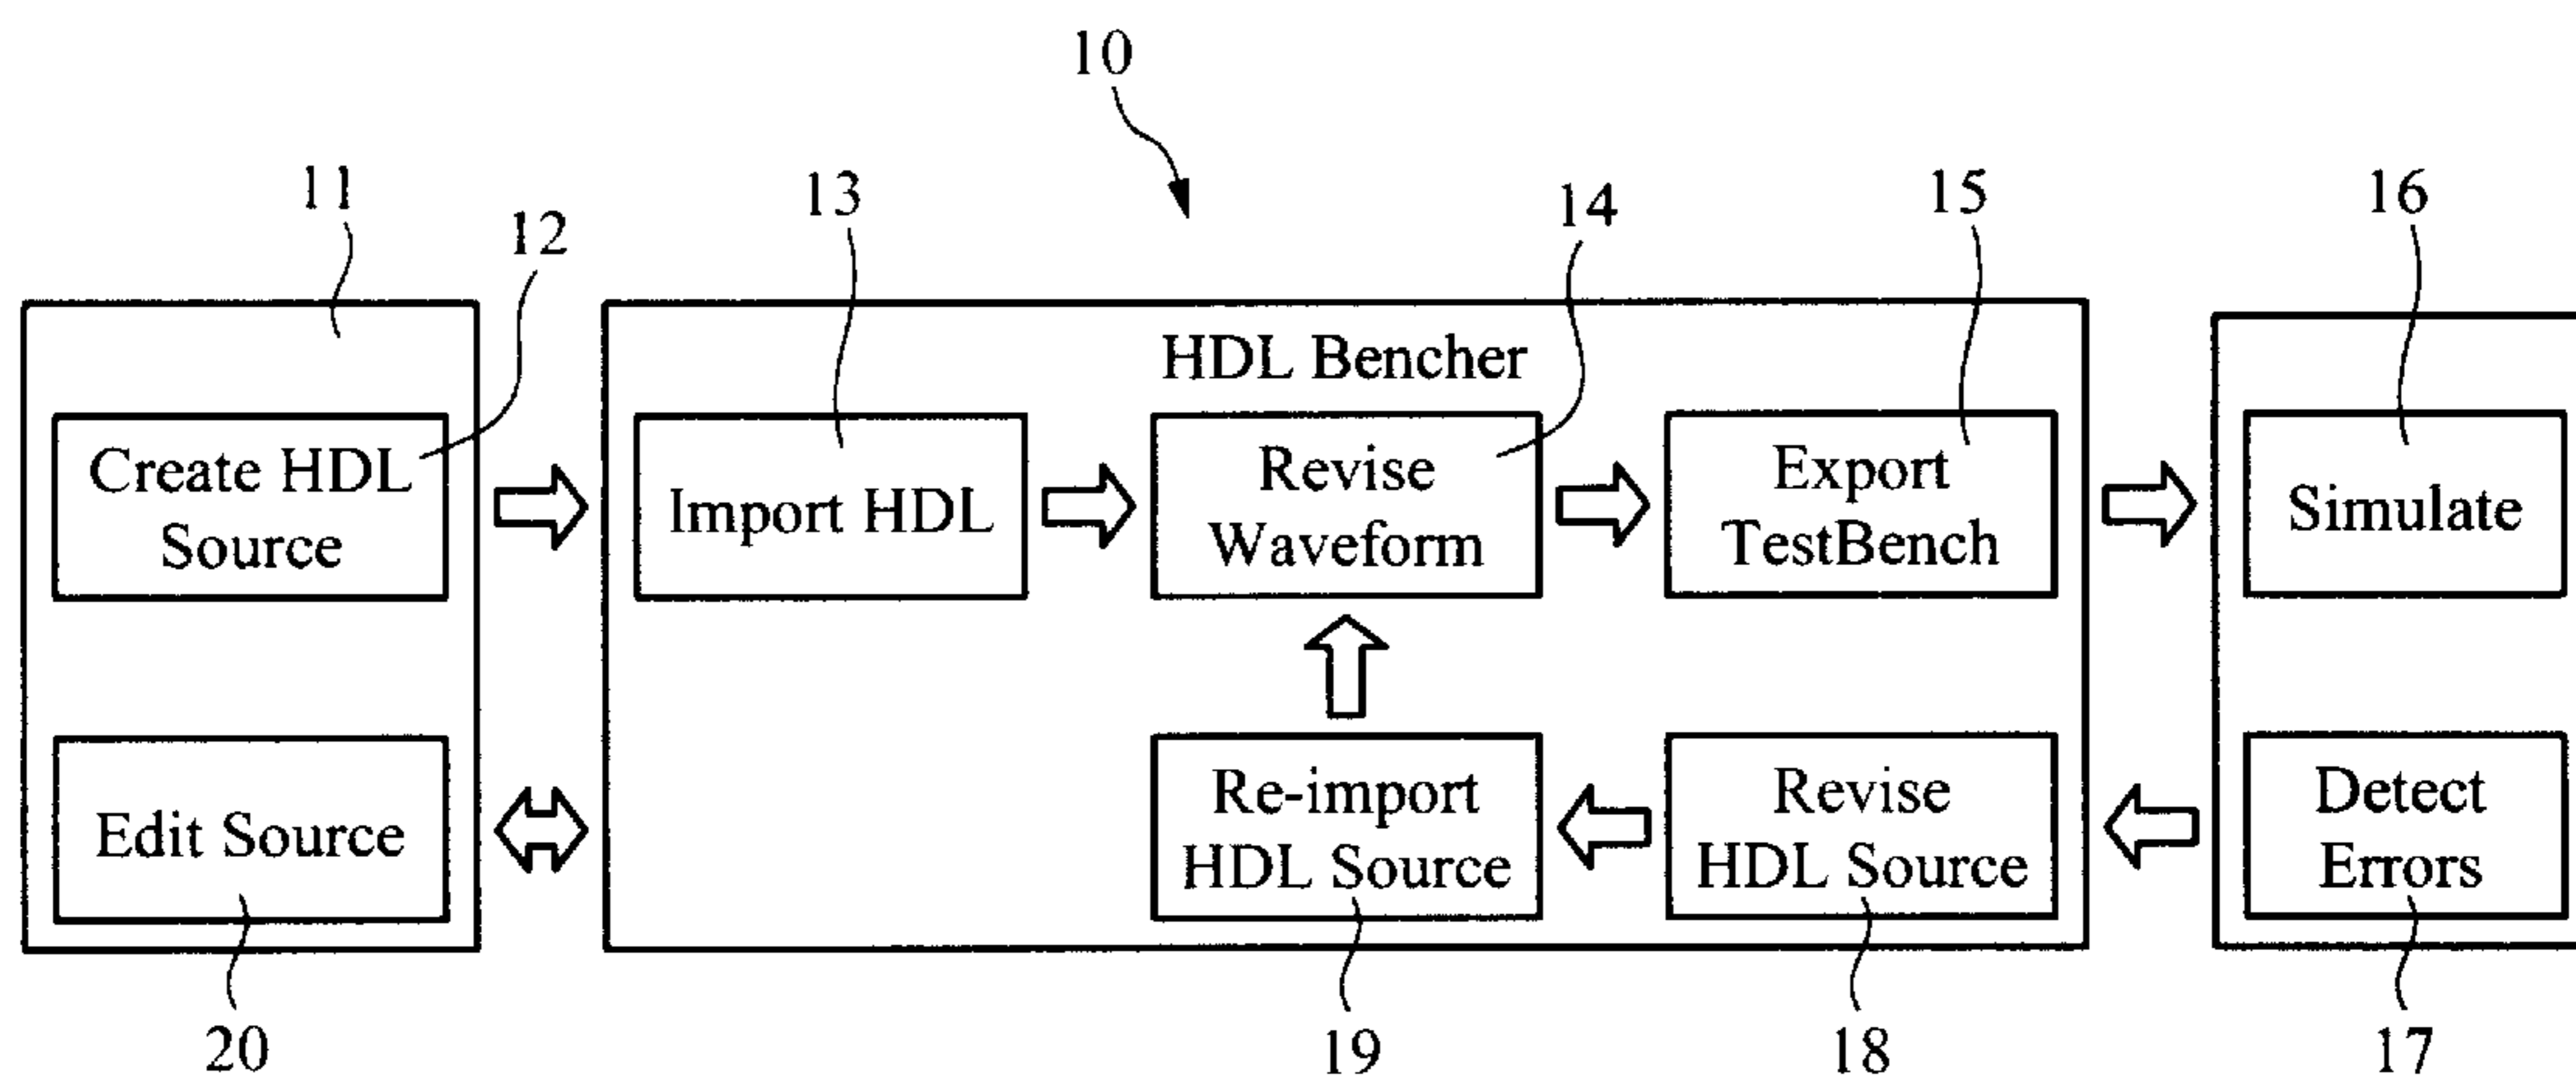 10
11
12
13
14
15
16
HDL Bencher
Create HDL
Source
Import HDL
Revise
Waveform
Export
TestBench
Simulate
Edit Source
Re-import
HDL Source
Revise
HDL Source
Detect
Errors
20
19
18
17